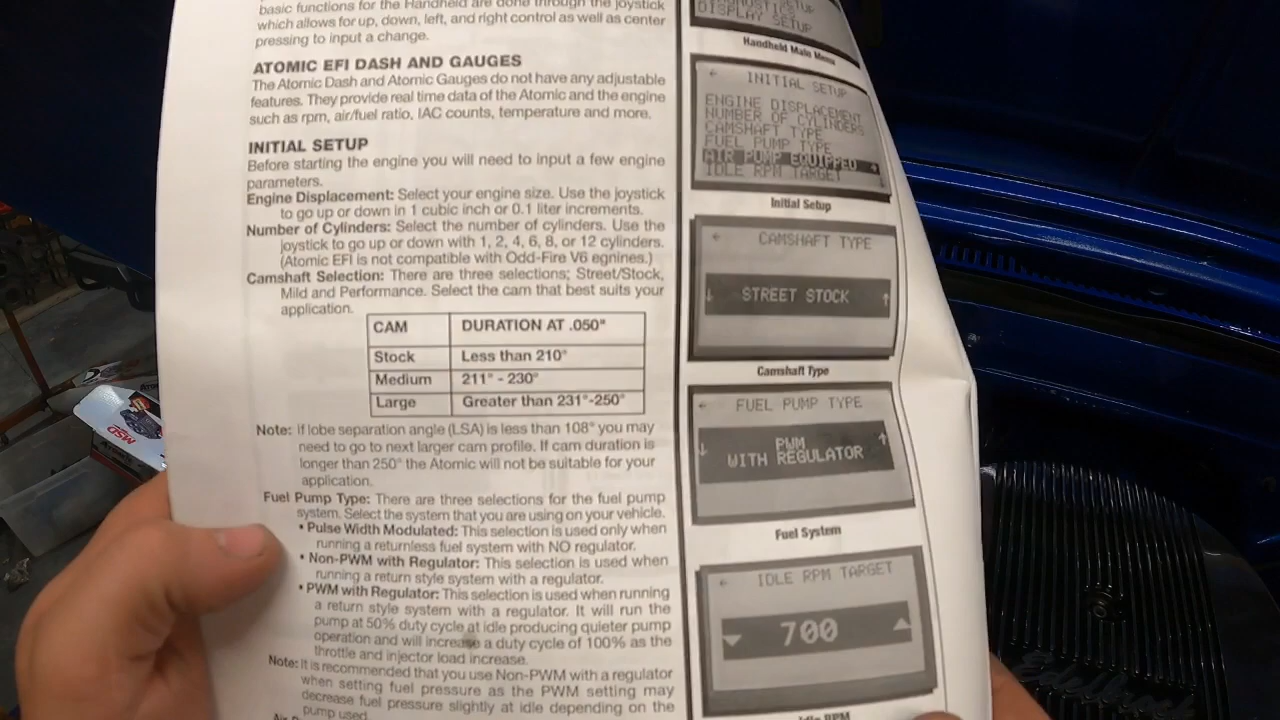 basic functions for the Handheld are done through the joystick
which allows for up, down, left, and right control as well as center
pressing to input a change.
ATOMIC EFI DASH AND GAUGES
The Atomic Dash and Atomic Gauges do not have any adjustable
features. They provide real time data of the Atomic and the engine
such as rpm, air/fuel ratio, IAC counts, temperature and more.
INITIAL SETUP
Before starting the engine you will need to input a few engine
parameters.
Engine Displacement: Select your engine size. Use the joystick
to go up or down in 1 cubic inch or 0.1 liter increments.
Number of Cylinders: Select the number of cylinders. Use the
joystick to go up or down with 1, 2, 4, 6, 8, or 12 cylinders.
(Atomic EFI is not compatible with Odd-Fire V6 egnines.)
Camshaft Selection: There are three selections; Street/Stock,
Mild and Performance. Select the cam that best suits your
application.
CAM DURATION AT .050"
Stock Less than 210°
Medium 211° - 230°
Large Greater than 231°-250°
Note: If lobe separation angle (LSA) is less than 108° you may
need to go to next larger cam profile. If cam duration is
longer than 250° the Atomic will not be suitable for your
application.
Fuel Pump Type: There are three selections for the fuel pump
system. Select the system that you are using on your vehicle.
• Pulse Width Modulated: This selection is used only when
running a returnless fuel system with NO regulator.
• Non-PWM with Regulator: This selection is used when
running a return style system with a regulator.
• PWM with Regulator: This selection is used when running
a return style system with a regulator. It will run the
pump at 50% duty cycle at idle producing quieter pump
operation and will increase a duty cycle of 100% as the
throttle and injector load increase.
Note: It is recommended that you use Non-PWM with a regulator
when setting fuel pressure as the PWM setting may
decrease fuel pressure slightly at idle depending on the
pump used.
DISPLAY SETUP
Handheld Main Menu
← INITIAL SETUP
ENGINE DISPLACEMENT
NUMBER OF CYLINDERS
CAMSHAFT TYPE
FUEL PUMP TYPE
AIR PUMP EQUIPPED
IDLE RPM TARGET
Initial Setup
← CAMSHAFT TYPE
↓ STREET STOCK ↑
Camshaft Type
← FUEL PUMP TYPE
↓ PWM ↑
WITH REGULATOR
Fuel System
← IDLE RPM TARGET
▼ 700 ▲
Idle RPM
MSD